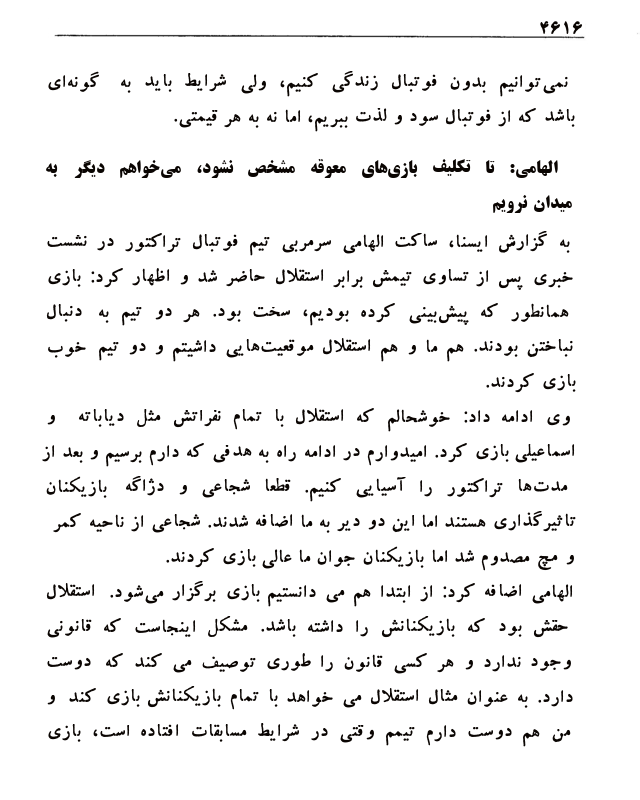 ۴۶۱۶
نمی‌توانیم بدون فوتبال زندگی کنیم، ولی شرایط باید به گونه‌ای
باشد که از فوتبال سود و لذت ببریم، اما نه به هر قیمتی.
الهامی: تا تکلیف بازی‌های معوقه مشخص نشود، می‌خواهم دیگر به
میدان نرویم
به گزارش ایسنا، ساکت الهامی سرمربی تیم فوتبال تراکتور در نشست
خبری پس از تساوی تیمش برابر استقلال حاضر شد و اظهار کرد: بازی
همانطور که پیش‌بینی کرده بودیم، سخت بود. هر دو تیم به دنبال
نباختن بودند. هم ما و هم استقلال موقعیت‌هایی داشیتم و دو تیم خوب
بازی کردند.
وی ادامه داد: خوشحالم که استقلال با تمام نفراتش مثل دیاباته و
اسماعیلی بازی کرد. امیدوارم در ادامه راه به هدفی که دارم برسیم و بعد از
مدت‌ها تراکتور را آسیایی کنیم. قطعا شجاعی و دژاگه بازیکنان
تاثیرگذاری هستند اما این دو دیر به ما اضافه شدند. شجاعی از ناحیه کمر
و مچ مصدوم شد اما بازیکنان جوان ما عالی بازی کردند.
الهامی اضافه کرد: از ابتدا هم می دانستیم بازی برگزار می‌شود. استقلال
حقش بود که بازیکنانش را داشته باشد. مشکل اینجاست که قانونی
وجود ندارد و هر کسی قانون را طوری توصیف می کند که دوست
دارد. به عنوان مثال استقلال می خواهد با تمام بازیکنانش بازی کند و
من هم دوست دارم تیمم وقتی در شرایط مسابقات افتاده است، بازی